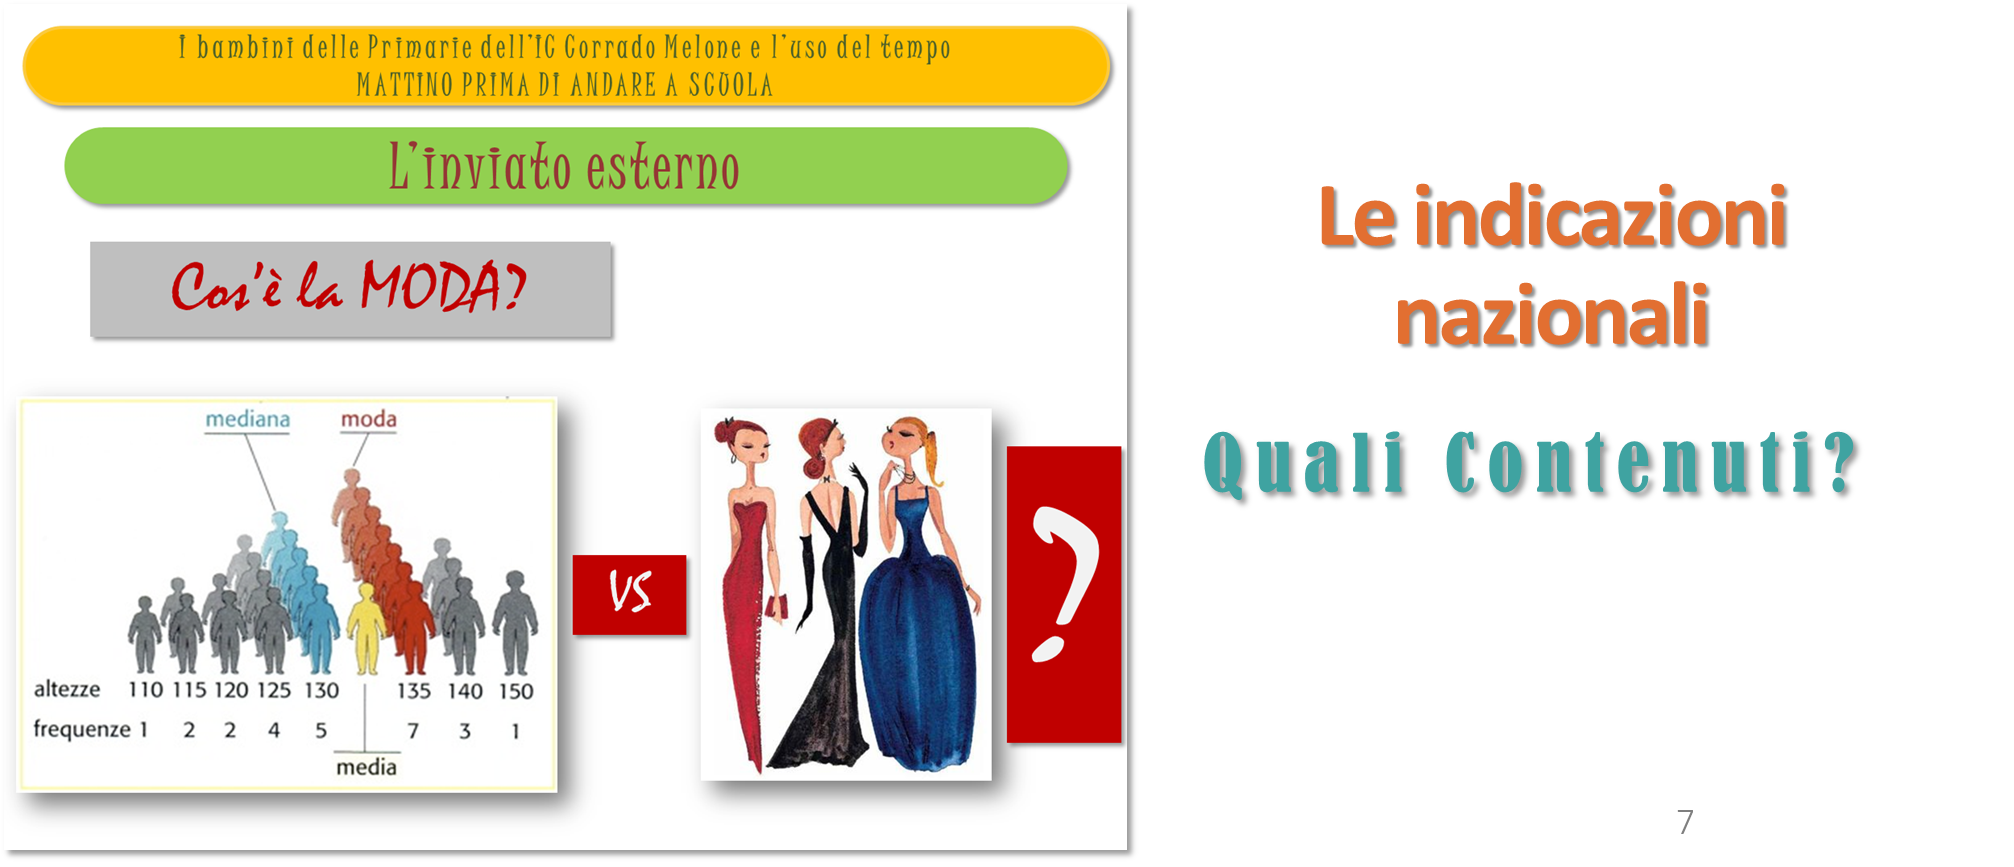 I bambini delle Primarie dell'IC Corrado Melone e l'uso del tempo
MATTINO PRIMA DI ANDARE A SCUOLA
L'inviato esterno
Cos'è la MODA?
mediana moda
altezze 110 115 120 125 130 135 140 150
frequenze 1 2 2 4 5 7 3 1
media
VS
?
Le indicazioni
nazionali
Quali Contenuti?
7